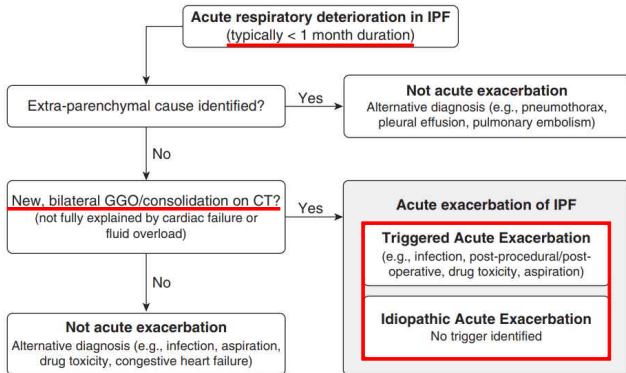 Acute respiratory deterioration in IPF
(typically < 1 month duration)
Extra-parenchymal cause identified?
Yes
Not acute exacerbation
Alternative diagnosis (e.g., pneumothorax,
pleural effusion, pulmonary embolism)
No
New, bilateral GGO/consolidation on CT?
(not fully explained by cardiac failure or
fluid overload)
Yes
Acute exacerbation of IPF
Triggered Acute Exacerbation
(e.g., infection, post-procedural/post-
operative, drug toxicity, aspiration)
Idiopathic Acute Exacerbation
No trigger identified
No
Not acute exacerbation
Alternative diagnosis (e.g., infection, aspiration,
drug toxicity, congestive heart failure)